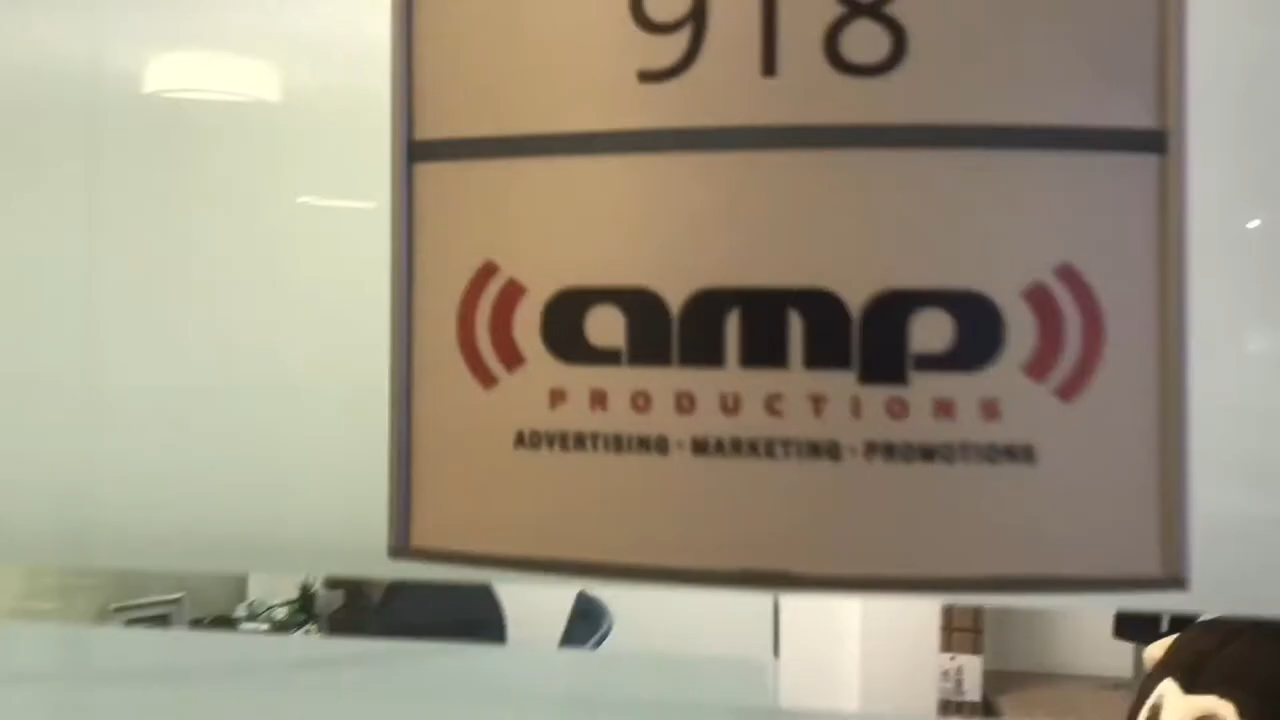 918
amp
PRODUCTIONS
ADVERTISING · MARKETING · PROMOTIONS